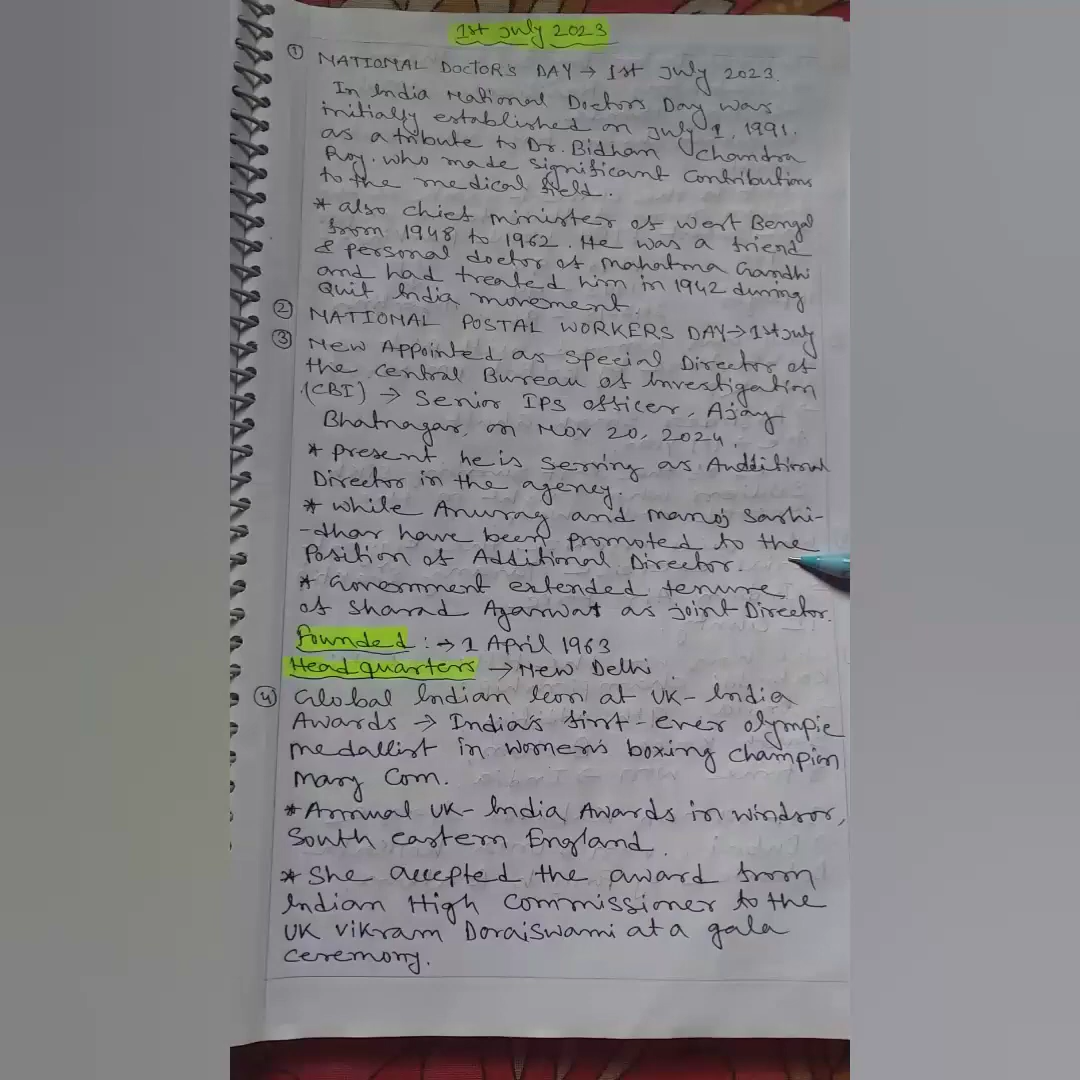 1st July 2023
① NATIONAL DOCTOR'S DAY → 1st July 2023.
In India National Doctors Day was
initially established on July 1, 1991.
as a tribute to Dr. Bidhan Chandra
Roy. who made significant contributions
to the medical field.
* also chief minister of west Bengal
from 1948 to 1962. He was a friend
& personal doctor of Mahatma Gandhi
and had treated him in 1942 during
Quit India movement.
② NATIONAL POSTAL WORKERS DAY → 1st July
③ New Appointed as Special Director of
the Central Bureau of Investigation
(CBI) → Senior IPS officer, Ajay
Bhatnagar, on Nov 20, 2024.
* present he is serving as Audditional
Director in the agency.
* while Anurag and manoj Sashi-
-dhar have been promoted to the
Position of Additional Director.
* Government extended tenure
of Sharad Agarwal as joint Director.
Founded : → 1 April 1963
Headquarters → New Delhi
④ Global Indian Icon at UK-India
Awards → India's first-ever olympic
medallist in women's boxing champion
Mary Com.
* Annual UK-India Awards in windsor,
South eastern England.
* She accepted the award from
Indian High Commissioner to the
UK Vikram Doraiswami at a gala
ceremony.